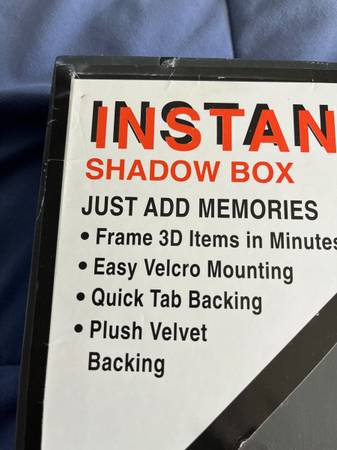 INSTAN
SHADOW BOX
JUST ADD MEMORIES
• Frame 3D Items in Minutes
• Easy Velcro Mounting
• Quick Tab Backing
• Plush Velvet
Backing